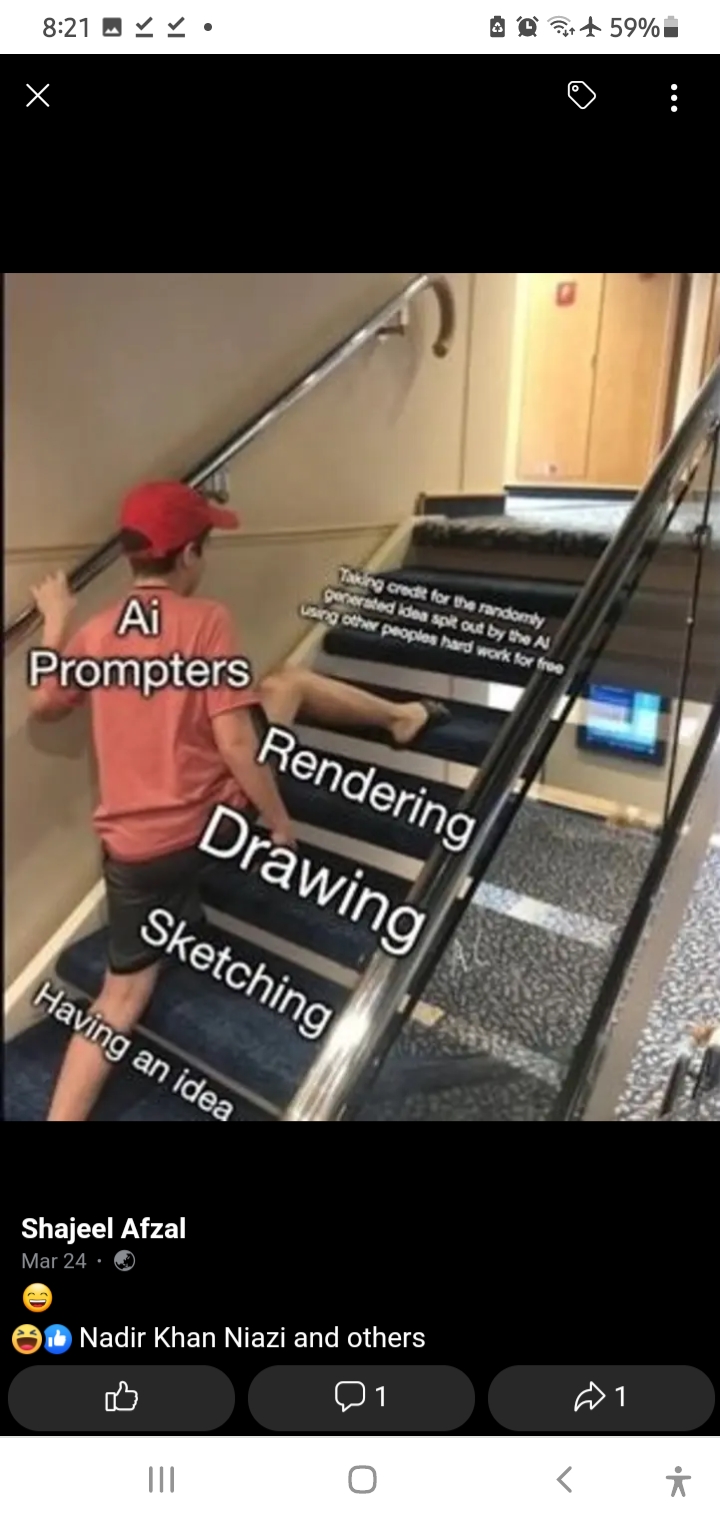 8:21
59%
Taking credit for the randomly
generated idea spit out by the AI
using other peoples hard work for free
Ai
Prompters
Rendering
Drawing
Sketching
Having an idea
Shajeel Afzal
Mar 24 ·
Nadir Khan Niazi and others
1
1